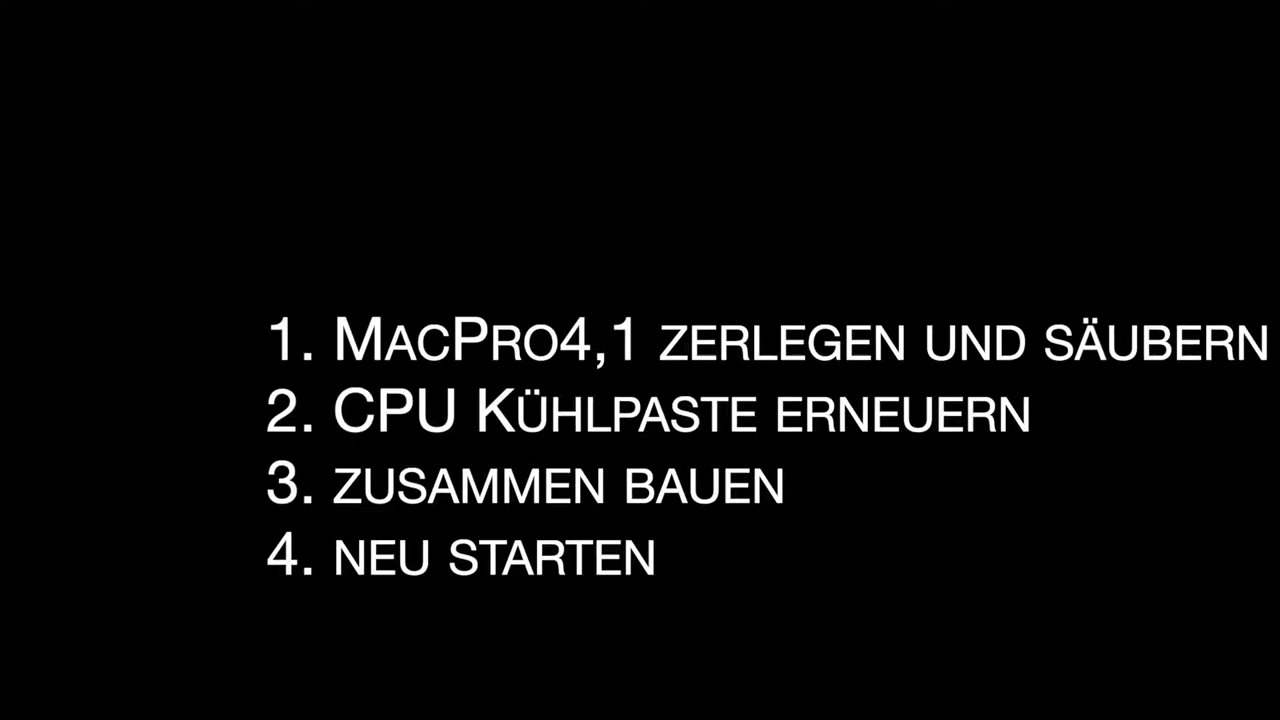 1. MacPro4,1 zerlegen und säubern
2. CPU Kühlpaste erneuern
3. zusammen bauen
4. neu starten